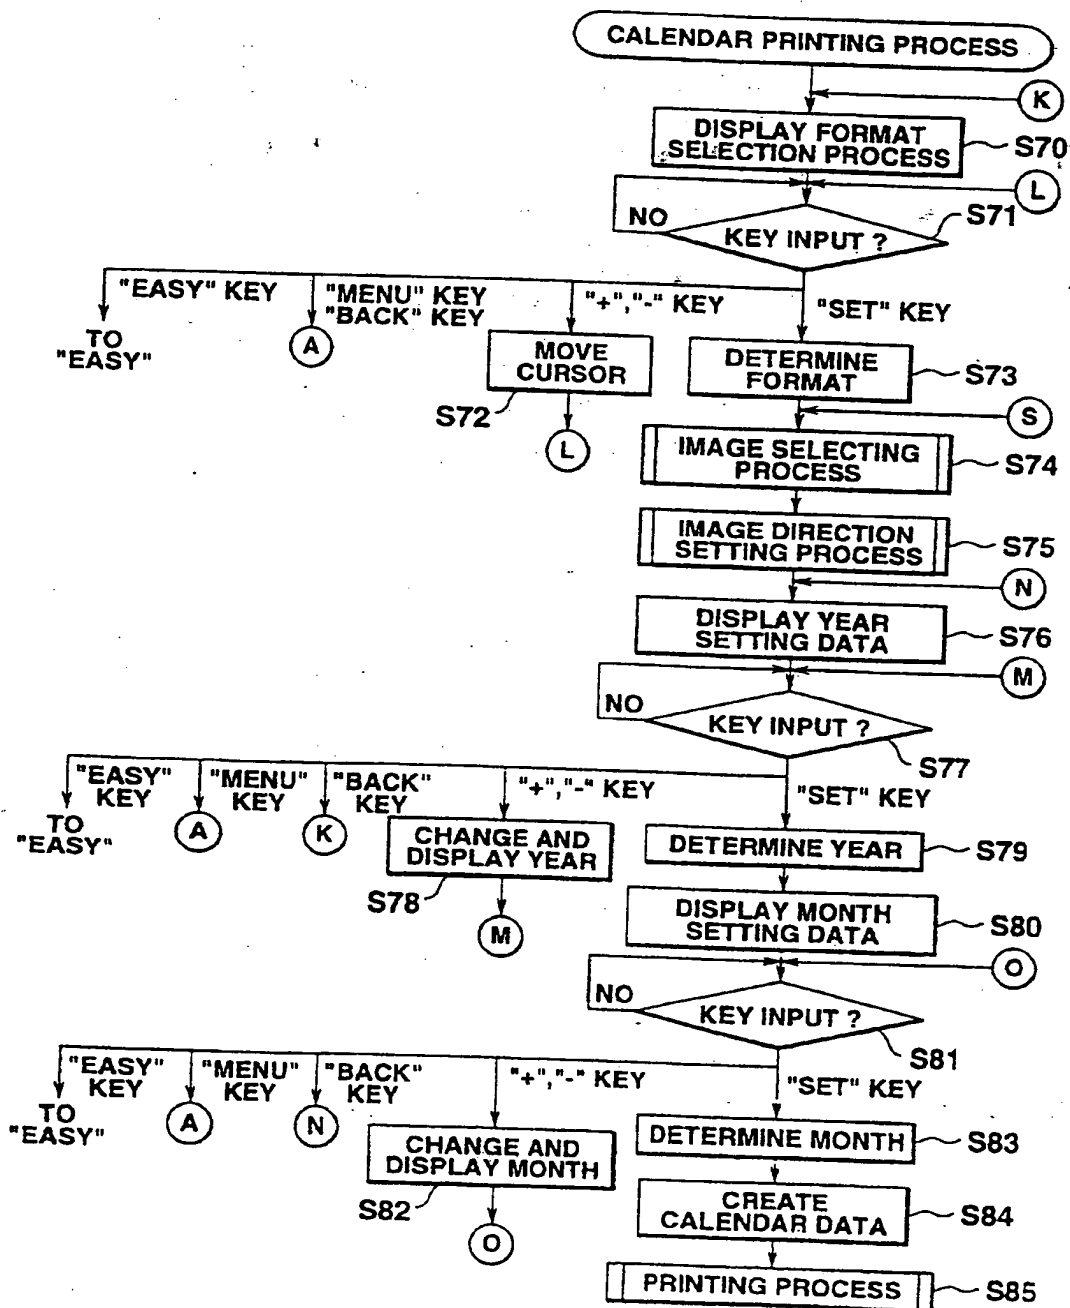 CALENDAR PRINTING PROCESS
K
DISPLAY FORMAT
SELECTION PROCESS
S70
L
NO
KEY INPUT ?
S71
"EASY" KEY
"MENU" KEY
"BACK" KEY
"+","-" KEY
"SET" KEY
TO
"EASY"
A
MOVE
CURSOR
S72
L
DETERMINE
FORMAT
S73
S
IMAGE SELECTING
PROCESS
S74
IMAGE DIRECTION
SETTING PROCESS
S75
N
DISPLAY YEAR
SETTING DATA
S76
M
NO
KEY INPUT ?
S77
"EASY"
KEY
"MENU"
KEY
"BACK"
KEY
"+","-" KEY
"SET" KEY
TO
"EASY"
A
K
CHANGE AND
DISPLAY YEAR
S78
M
DETERMINE YEAR
S79
DISPLAY MONTH
SETTING DATA
S80
O
NO
KEY INPUT ?
S81
"EASY"
KEY
"MENU"
KEY
"BACK"
KEY
"+","-" KEY
"SET" KEY
TO
"EASY"
A
N
CHANGE AND
DISPLAY MONTH
S82
O
DETERMINE MONTH
S83
CREATE
CALENDAR DATA
S84
PRINTING PROCESS
S85